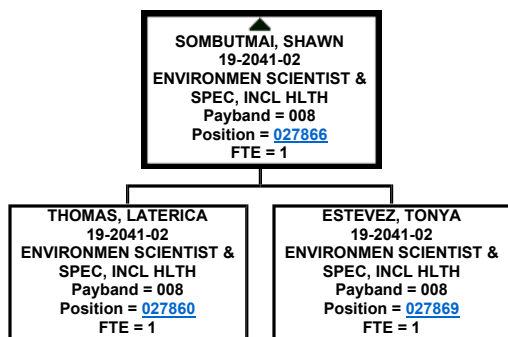 SOMBUTMAI, SHAWN
19-2041-02
ENVIRONMEN SCIENTIST &
SPEC, INCL HLTH
Payband = 008
Position = 027866
FTE = 1
THOMAS, LATERICA
19-2041-02
ENVIRONMEN SCIENTIST &
SPEC, INCL HLTH
Payband = 008
Position = 027860
FTE = 1
ESTEVEZ, TONYA
19-2041-02
ENVIRONMEN SCIENTIST &
SPEC, INCL HLTH
Payband = 008
Position = 027869
FTE = 1